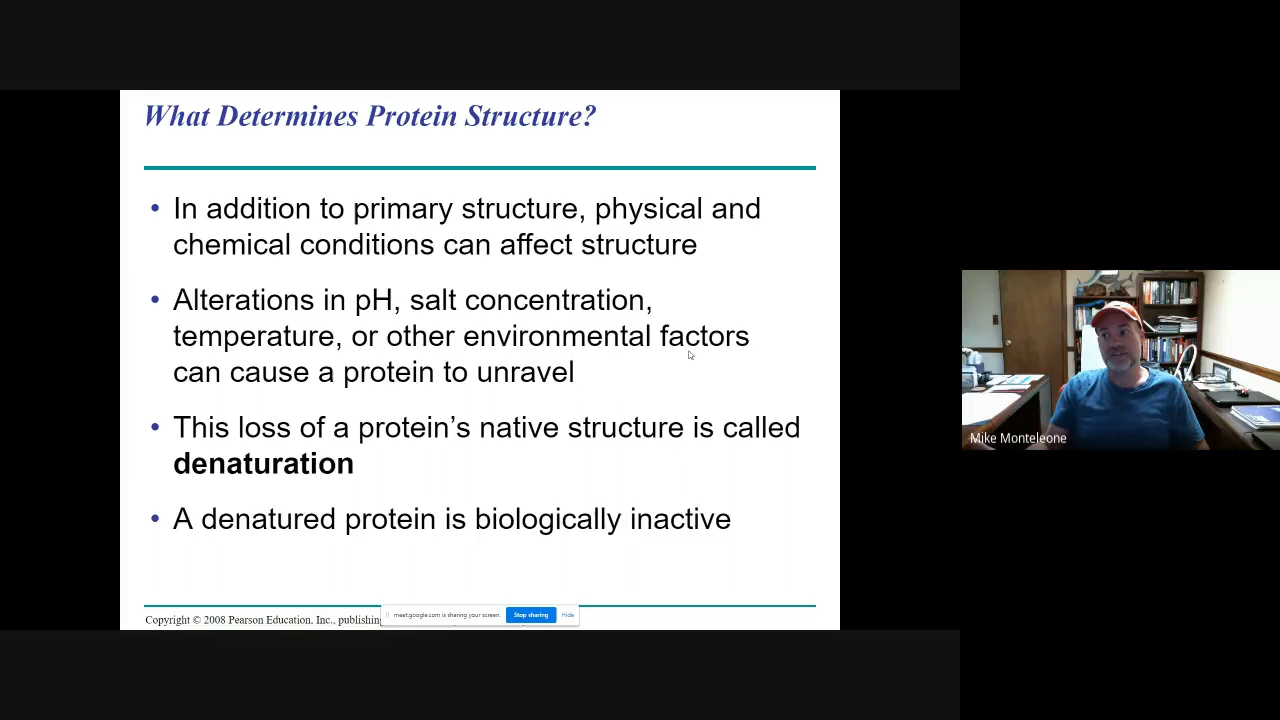 What Determines Protein Structure?
• In addition to primary structure, physical and
chemical conditions can affect structure
• Alterations in pH, salt concentration,
temperature, or other environmental factors
can cause a protein to unravel
• This loss of a protein’s native structure is called
denaturation
• A denatured protein is biologically inactive
Copyright © 2008 Pearson Education, Inc., publishing
meet.google.com is sharing your screen. Stop sharing Hide
Mike Monteleone